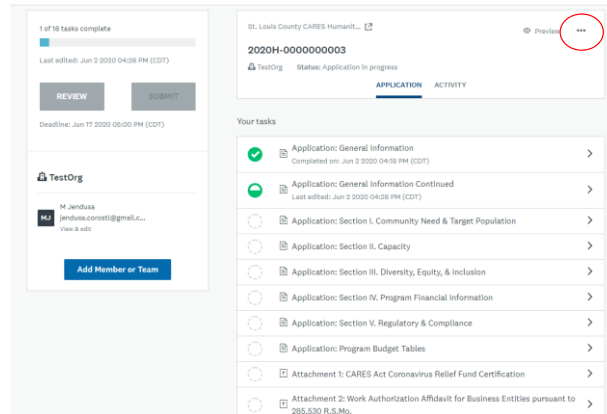 1 of 16 tasks complete
Last edited: Jun 2 2020 04:26 PM (CDT)
REVIEW
SUBMIT
Deadline: Jun 17 2020 05:00 PM (CDT)
TestOrg
MJ
M Jendusa
jendusa.corostl@gmail.c...
View & edit
Add Member or Team
St. Louis County CARES Humanit...
Preview
...
2020H-0000000003
TestOrg Status: Application in progress
APPLICATION ACTIVITY
Your tasks
Application: General Information
Completed on: Jun 2 2020 04:18 PM (CDT)
Application: General Information Continued
Last edited: Jun 2 2020 04:26 PM (CDT)
Application: Section I. Community Need & Target Population
Application: Section II. Capacity
Application: Section III. Diversity, Equity, & Inclusion
Application: Section IV. Program Financial Information
Application: Section V. Regulatory & Compliance
Application: Program Budget Tables
Attachment 1: CARES Act Coronavirus Relief Fund Certification
Attachment 2: Work Authorization Affidavit for Business Entities pursuant to
285.530 R.S.Mo.